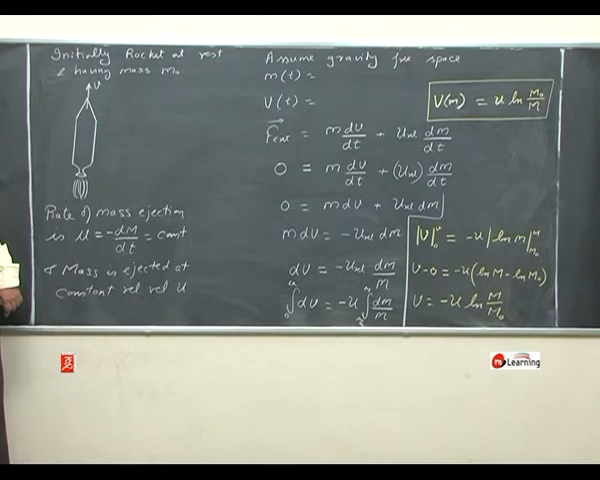 Initially Rocket at rest
& having mass m₀
V
Rate of mass ejection
is μ = -dM/dt = const
& Mass is ejected at
constant rel vel u
Assume gravity free space
m(t) =
V(t) =
F⃗ext = m dV/dt + Urel dm/dt
0 = m dV/dt + (Urel) dm/dt
0 = m dV + Urel dm
m dV = - Urel dm
dV = - Urel dm/m
∫dV = -u ∫dm/m
V(m) = u ln M₀/M
|V|₀ᵛ = -u |ln m|ᴹ_M₀
V-0 = -u(ln M - ln M₀)
V = -u ln M/M₀
Learning